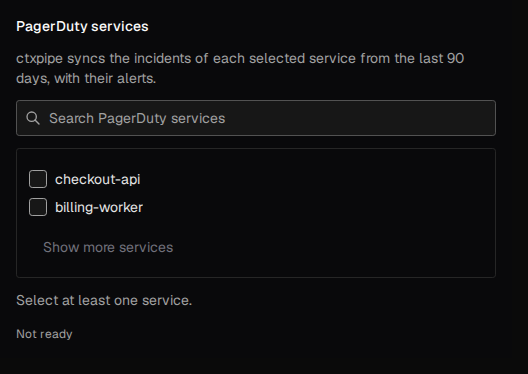 PagerDuty services
ctxpipe syncs the incidents of each selected service from the last 90
days, with their alerts.
Search PagerDuty services
checkout-api
billing-worker
Show more services
Select at least one service.
Not ready